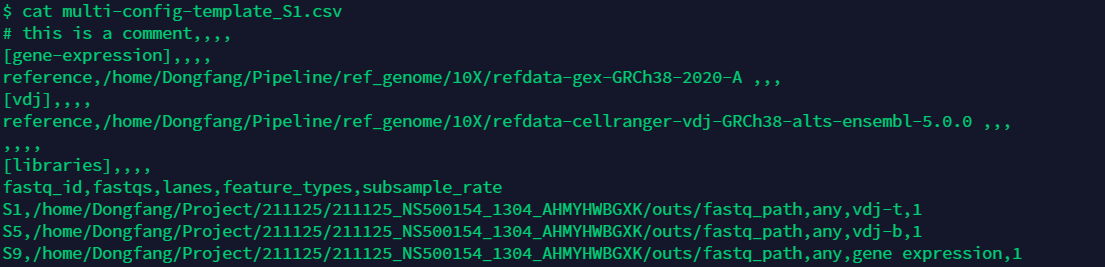 $ cat multi-config-template_S1.csv
# this is a comment,,,,
[gene-expression],,,,
reference,/home/Dongfang/Pipeline/ref_genome/10X/refdata-gex-GRCh38-2020-A ,,,
[vdj],,,,
reference,/home/Dongfang/Pipeline/ref_genome/10X/refdata-cellranger-vdj-GRCh38-alts-ensembl-5.0.0 ,,,
,,,,
[libraries],,,,
fastq_id,fastqs,lanes,feature_types,subsample_rate
S1,/home/Dongfang/Project/211125/211125_NS500154_1304_AHMYHWBGXK/outs/fastq_path,any,vdj-t,1
S5,/home/Dongfang/Project/211125/211125_NS500154_1304_AHMYHWBGXK/outs/fastq_path,any,vdj-b,1
S9,/home/Dongfang/Project/211125/211125_NS500154_1304_AHMYHWBGXK/outs/fastq_path,any,gene expression,1